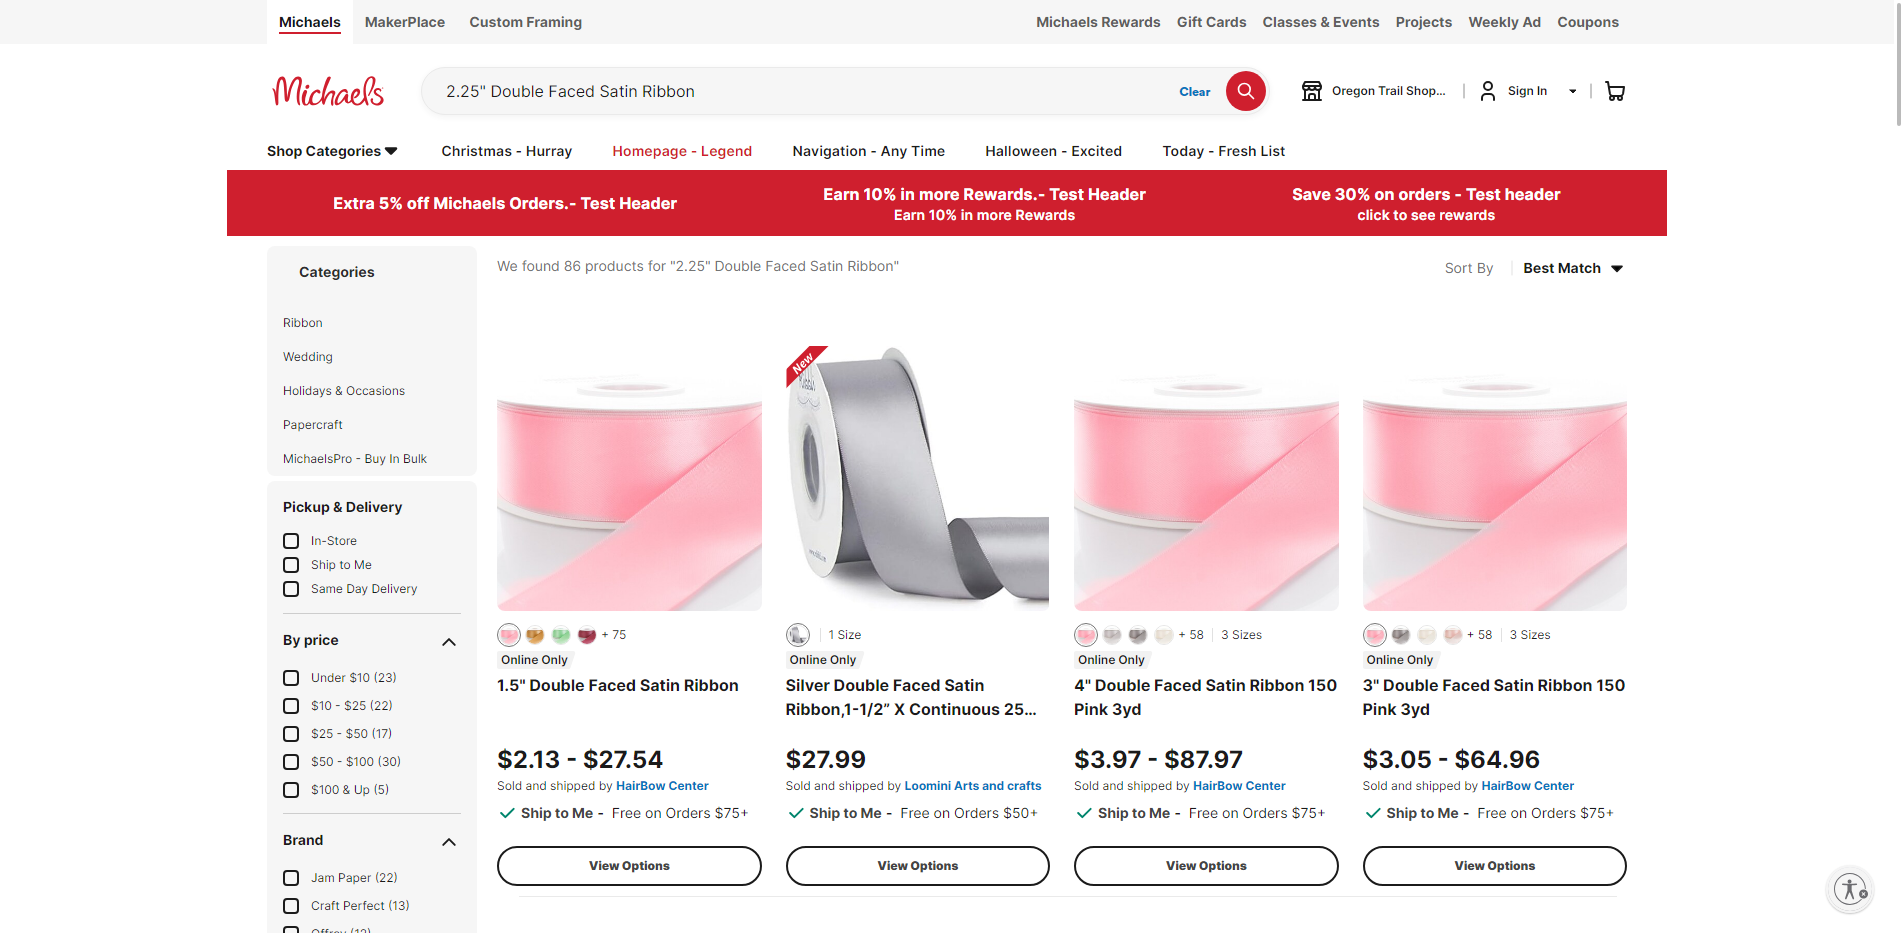 Michaels
MakerPlace
Custom Framing
Michaels Rewards
Gift Cards
Classes & Events
Projects
Weekly Ad
Coupons
Michaels
2.25" Double Faced Satin Ribbon
Clear
Oregon Trail Shop...
Sign In
Shop Categories
Christmas - Hurray
Homepage - Legend
Navigation - Any Time
Halloween - Excited
Today - Fresh List
Extra 5% off Michaels Orders.- Test Header
Earn 10% in more Rewards.- Test Header
Earn 10% in more Rewards
Save 30% on orders - Test header
click to see rewards
Categories
Ribbon
Wedding
Holidays & Occasions
Papercraft
MichaelsPro - Buy In Bulk
Pickup & Delivery
In-Store
Ship to Me
Same Day Delivery
By price
Under $10 (23)
$10 - $25 (22)
$25 - $50 (17)
$50 - $100 (30)
$100 & Up (5)
Brand
Jam Paper (22)
Craft Perfect (13)
Offray (12)
We found 86 products for "2.25" Double Faced Satin Ribbon"
Sort By
Best Match
+ 75
Online Only
1.5" Double Faced Satin Ribbon
$2.13 - $27.54
Sold and shipped by HairBow Center
Ship to Me - Free on Orders $75+
View Options
New
1 Size
Online Only
Silver Double Faced Satin
Ribbon,1-1/2” X Continuous 25...
$27.99
Sold and shipped by Loomini Arts and crafts
Ship to Me - Free on Orders $50+
View Options
+ 58
3 Sizes
Online Only
4" Double Faced Satin Ribbon 150
Pink 3yd
$3.97 - $87.97
Sold and shipped by HairBow Center
Ship to Me - Free on Orders $75+
View Options
+ 58
3 Sizes
Online Only
3" Double Faced Satin Ribbon 150
Pink 3yd
$3.05 - $64.96
Sold and shipped by HairBow Center
Ship to Me - Free on Orders $75+
View Options